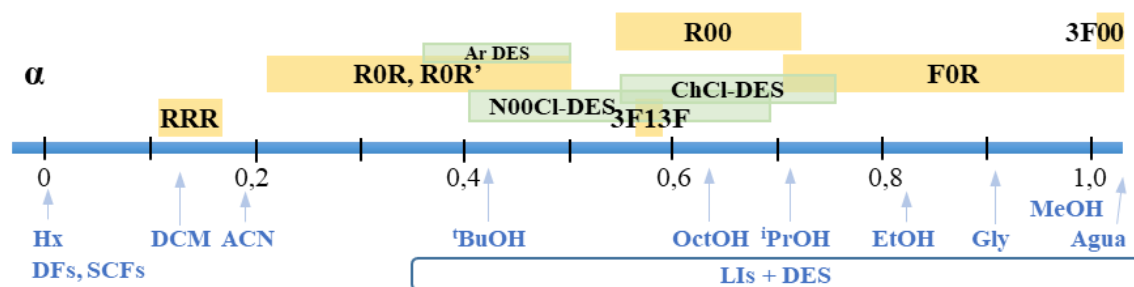 R00
3F00
Ar DES
α
R0R, R0R’
F0R
ChCl-DES
N00Cl-DES
RRR
3F13F
0
0,2
0,4
0,6
0,8
1,0
MeOH
Hx
DCM
ACN
ᵗBuOH
OctOH
ⁱPrOH
EtOH
Gly
Agua
DFs, SCFs
LIs + DES